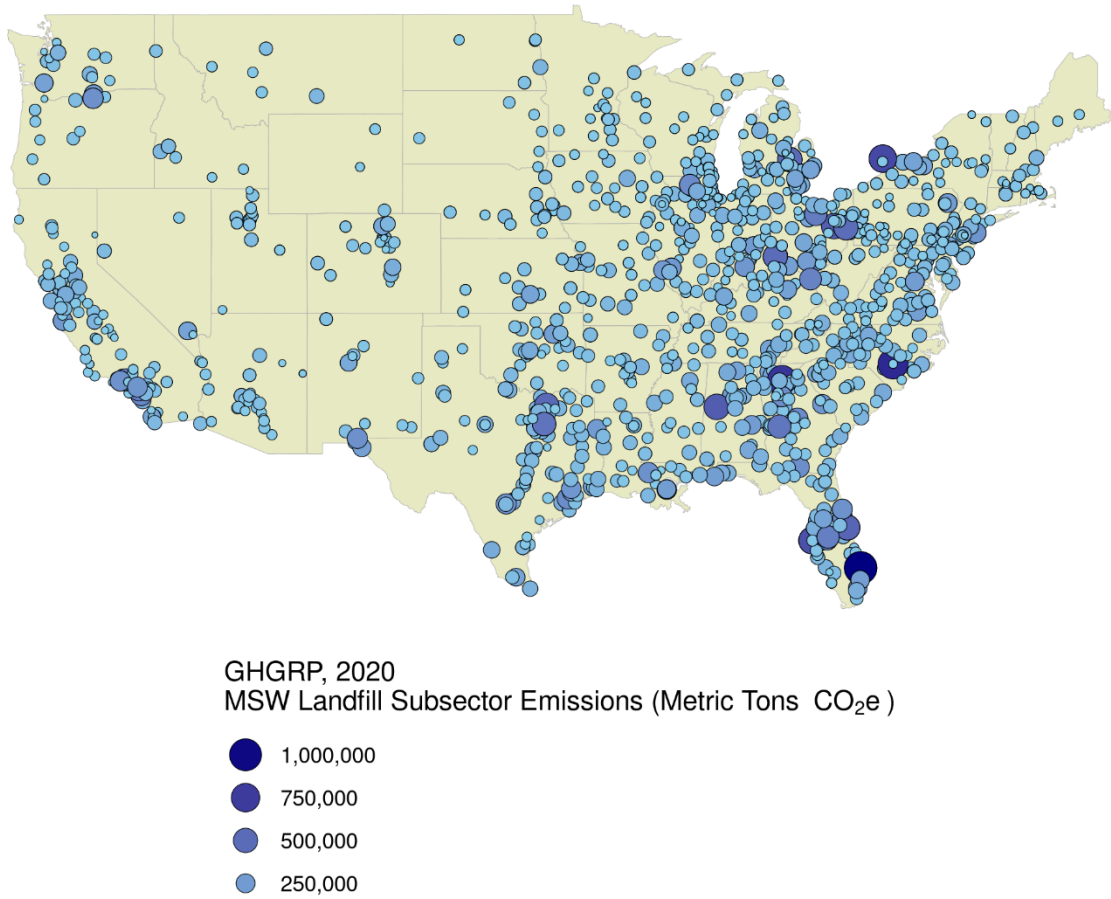 GHGRP, 2020
MSW Landfill Subsector Emissions (Metric Tons CO₂e )
1,000,000
750,000
500,000
250,000